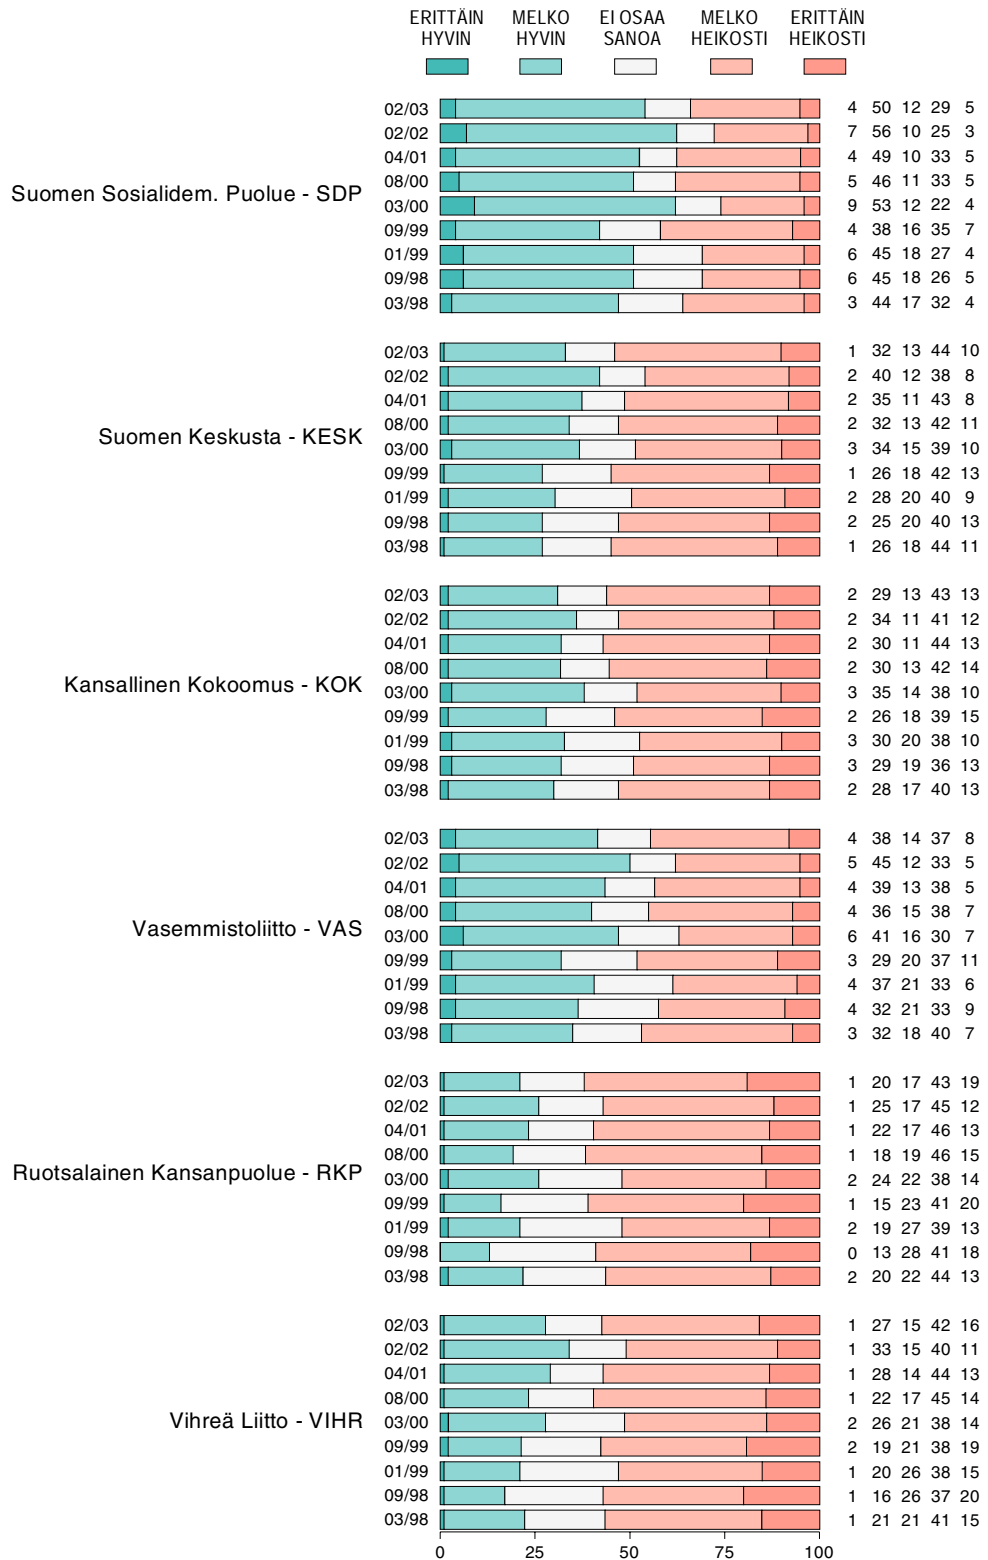 ERITTÄIN MELKO EI OSAA MELKO ERITTÄIN
HYVIN HYVIN SANOA HEIKOSTI HEIKOSTI
02/03 4 50 12 29 5
02/02 7 56 10 25 3
04/01 4 49 10 33 5
Suomen Sosialidem. Puolue - SDP 08/00 5 46 11 33 5
03/00 9 53 12 22 4
09/99 4 38 16 35 7
01/99 6 45 18 27 4
09/98 6 45 18 26 5
03/98 3 44 17 32 4
02/03 1 32 13 44 10
02/02 2 40 12 38 8
04/01 2 35 11 43 8
Suomen Keskusta - KESK 08/00 2 32 13 42 11
03/00 3 34 15 39 10
09/99 1 26 18 42 13
01/99 2 28 20 40 9
09/98 2 25 20 40 13
03/98 1 26 18 44 11
02/03 2 29 13 43 13
02/02 2 34 11 41 12
04/01 2 30 11 44 13
Kansallinen Kokoomus - KOK 08/00 2 30 13 42 14
03/00 3 35 14 38 10
09/99 2 26 18 39 15
01/99 3 30 20 38 10
09/98 3 29 19 36 13
03/98 2 28 17 40 13
02/03 4 38 14 37 8
02/02 5 45 12 33 5
04/01 4 39 13 38 5
Vasemmistoliitto - VAS 08/00 4 36 15 38 7
03/00 6 41 16 30 7
09/99 3 29 20 37 11
01/99 4 37 21 33 6
09/98 4 32 21 33 9
03/98 3 32 18 40 7
02/03 1 20 17 43 19
02/02 1 25 17 45 12
04/01 1 22 17 46 13
Ruotsalainen Kansanpuolue - RKP 08/00 1 18 19 46 15
03/00 2 24 22 38 14
09/99 1 15 23 41 20
01/99 2 19 27 39 13
09/98 0 13 28 41 18
03/98 2 20 22 44 13
02/03 1 27 15 42 16
02/02 1 33 15 40 11
04/01 1 28 14 44 13
08/00 1 22 17 45 14
Vihreä Liitto - VIHR 03/00 2 26 21 38 14
09/99 2 19 21 38 19
01/99 1 20 26 38 15
09/98 1 16 26 37 20
03/98 1 21 21 41 15
0 25 50 75 100